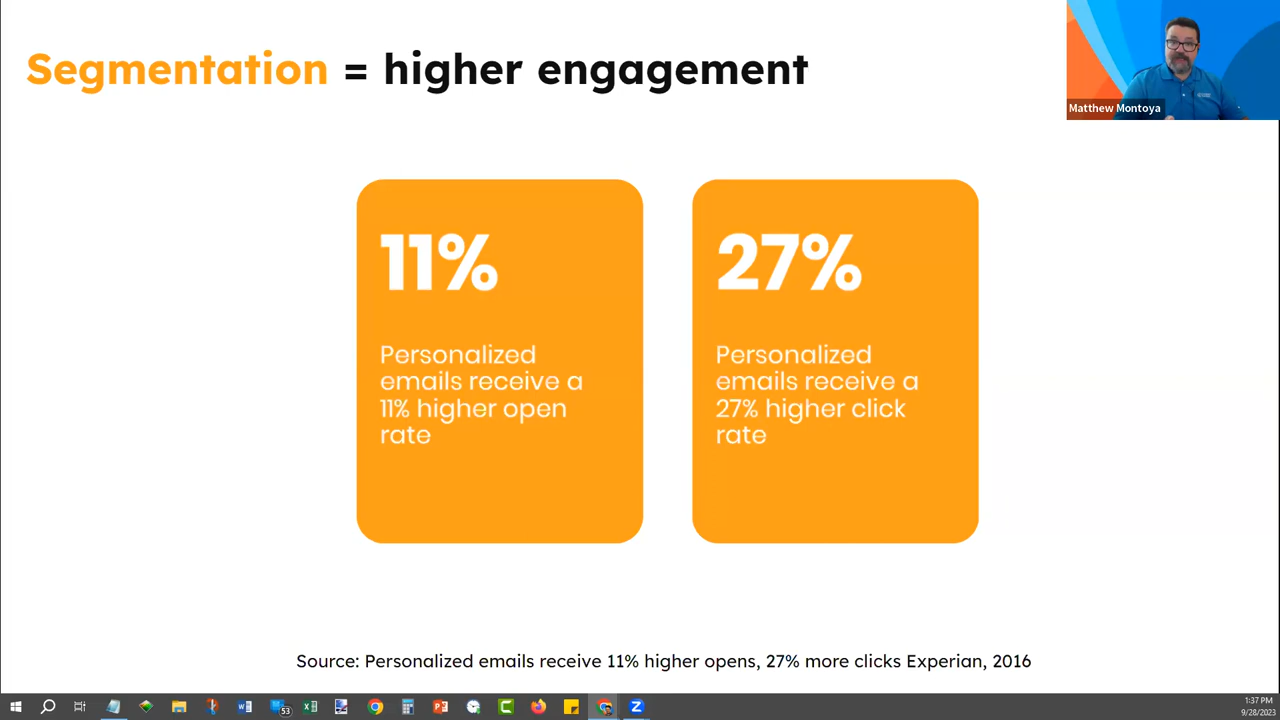 Segmentation = higher engagement
Matthew Montoya
11%
Personalized
emails receive a
11% higher open
rate
27%
Personalized
emails receive a
27% higher click
rate
Source: Personalized emails receive 11% higher opens, 27% more clicks Experian, 2016
53
1:37 PM
9/28/2023